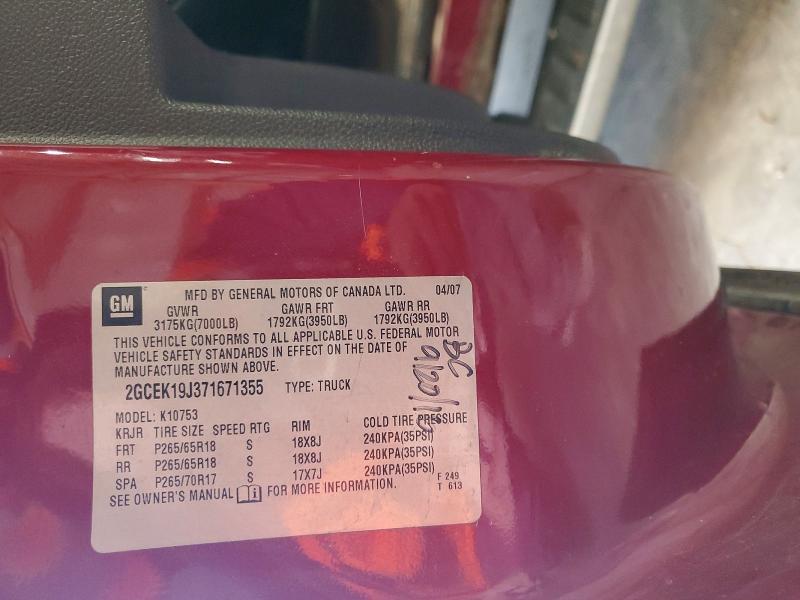 GM
MFD BY GENERAL MOTORS OF CANADA LTD. 04/07
GVWR GAWR FRT GAWR RR
3175KG(7000LB) 1792KG(3950LB) 1792KG(3950LB)
THIS VEHICLE CONFORMS TO ALL APPLICABLE U.S. FEDERAL MOTOR
VEHICLE SAFETY STANDARDS IN EFFECT ON THE DATE OF
MANUFACTURE SHOWN ABOVE.
2GCEK19J371671355 TYPE: TRUCK
MODEL: K10753
KRJR TIRE SIZE SPEED RTG RIM COLD TIRE PRESSURE
FRT P265/65R18 S 18X8J 240KPA(35PSI)
RR P265/65R18 S 18X8J 240KPA(35PSI)
SPA P265/70R17 S 17X7J 240KPA(35PSI)
SEE OWNER'S MANUAL FOR MORE INFORMATION.
F 249
T 613